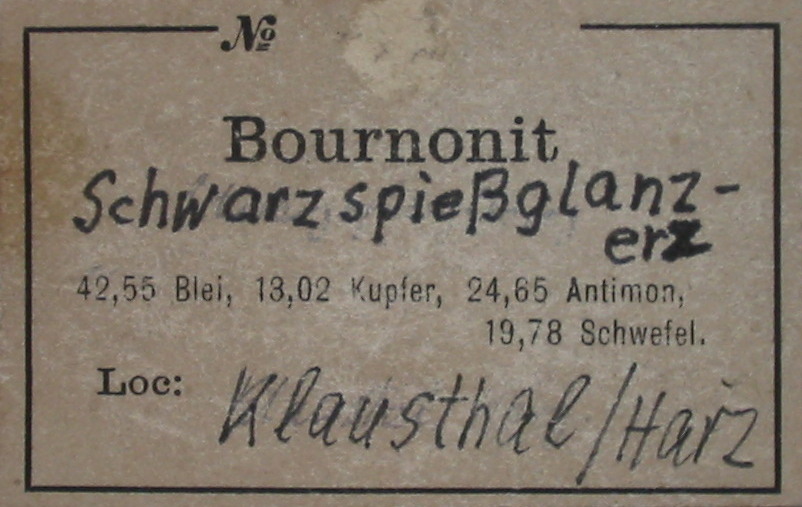 №
Bournonit
Schwarzspießglanz-
erz
42,55 Blei, 13,02 Kupfer, 24,65 Antimon,
19,78 Schwefel.
Loc: Klausthal/Harz